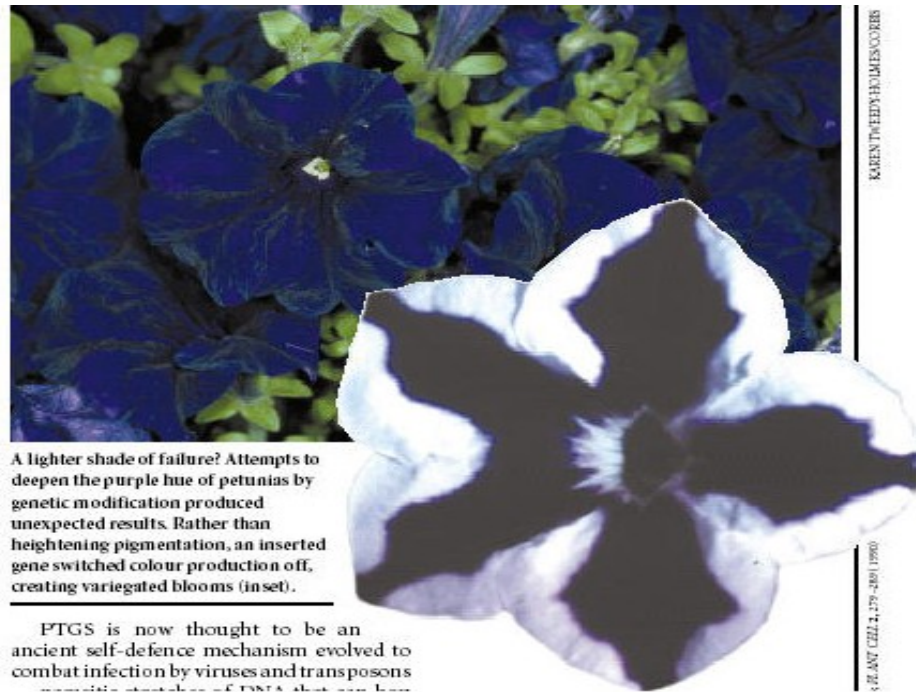 A lighter shade of failure? Attempts to
deepen the purple hue of petunias by
genetic modification produced
unexpected results. Rather than
heightening pigmentation, an inserted
gene switched colour production off,
creating variegated blooms (inset).
PTGS is now thought to be an
ancient self-defence mechanism evolved to
combat infection by viruses and transposons
KAREN TWEEDY-HOLMES/CORBIS
PLANT CELL 2, 279–289 (1990)